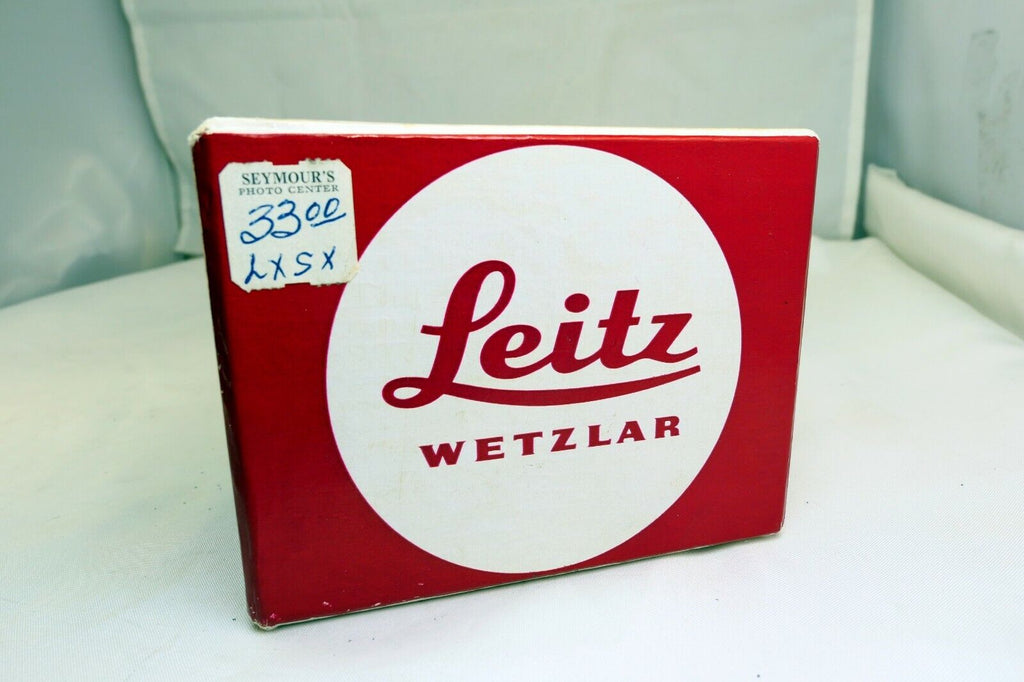 SEYMOUR'S
PHOTO CENTER
33.00
LXSX
Leitz
WETZLAR